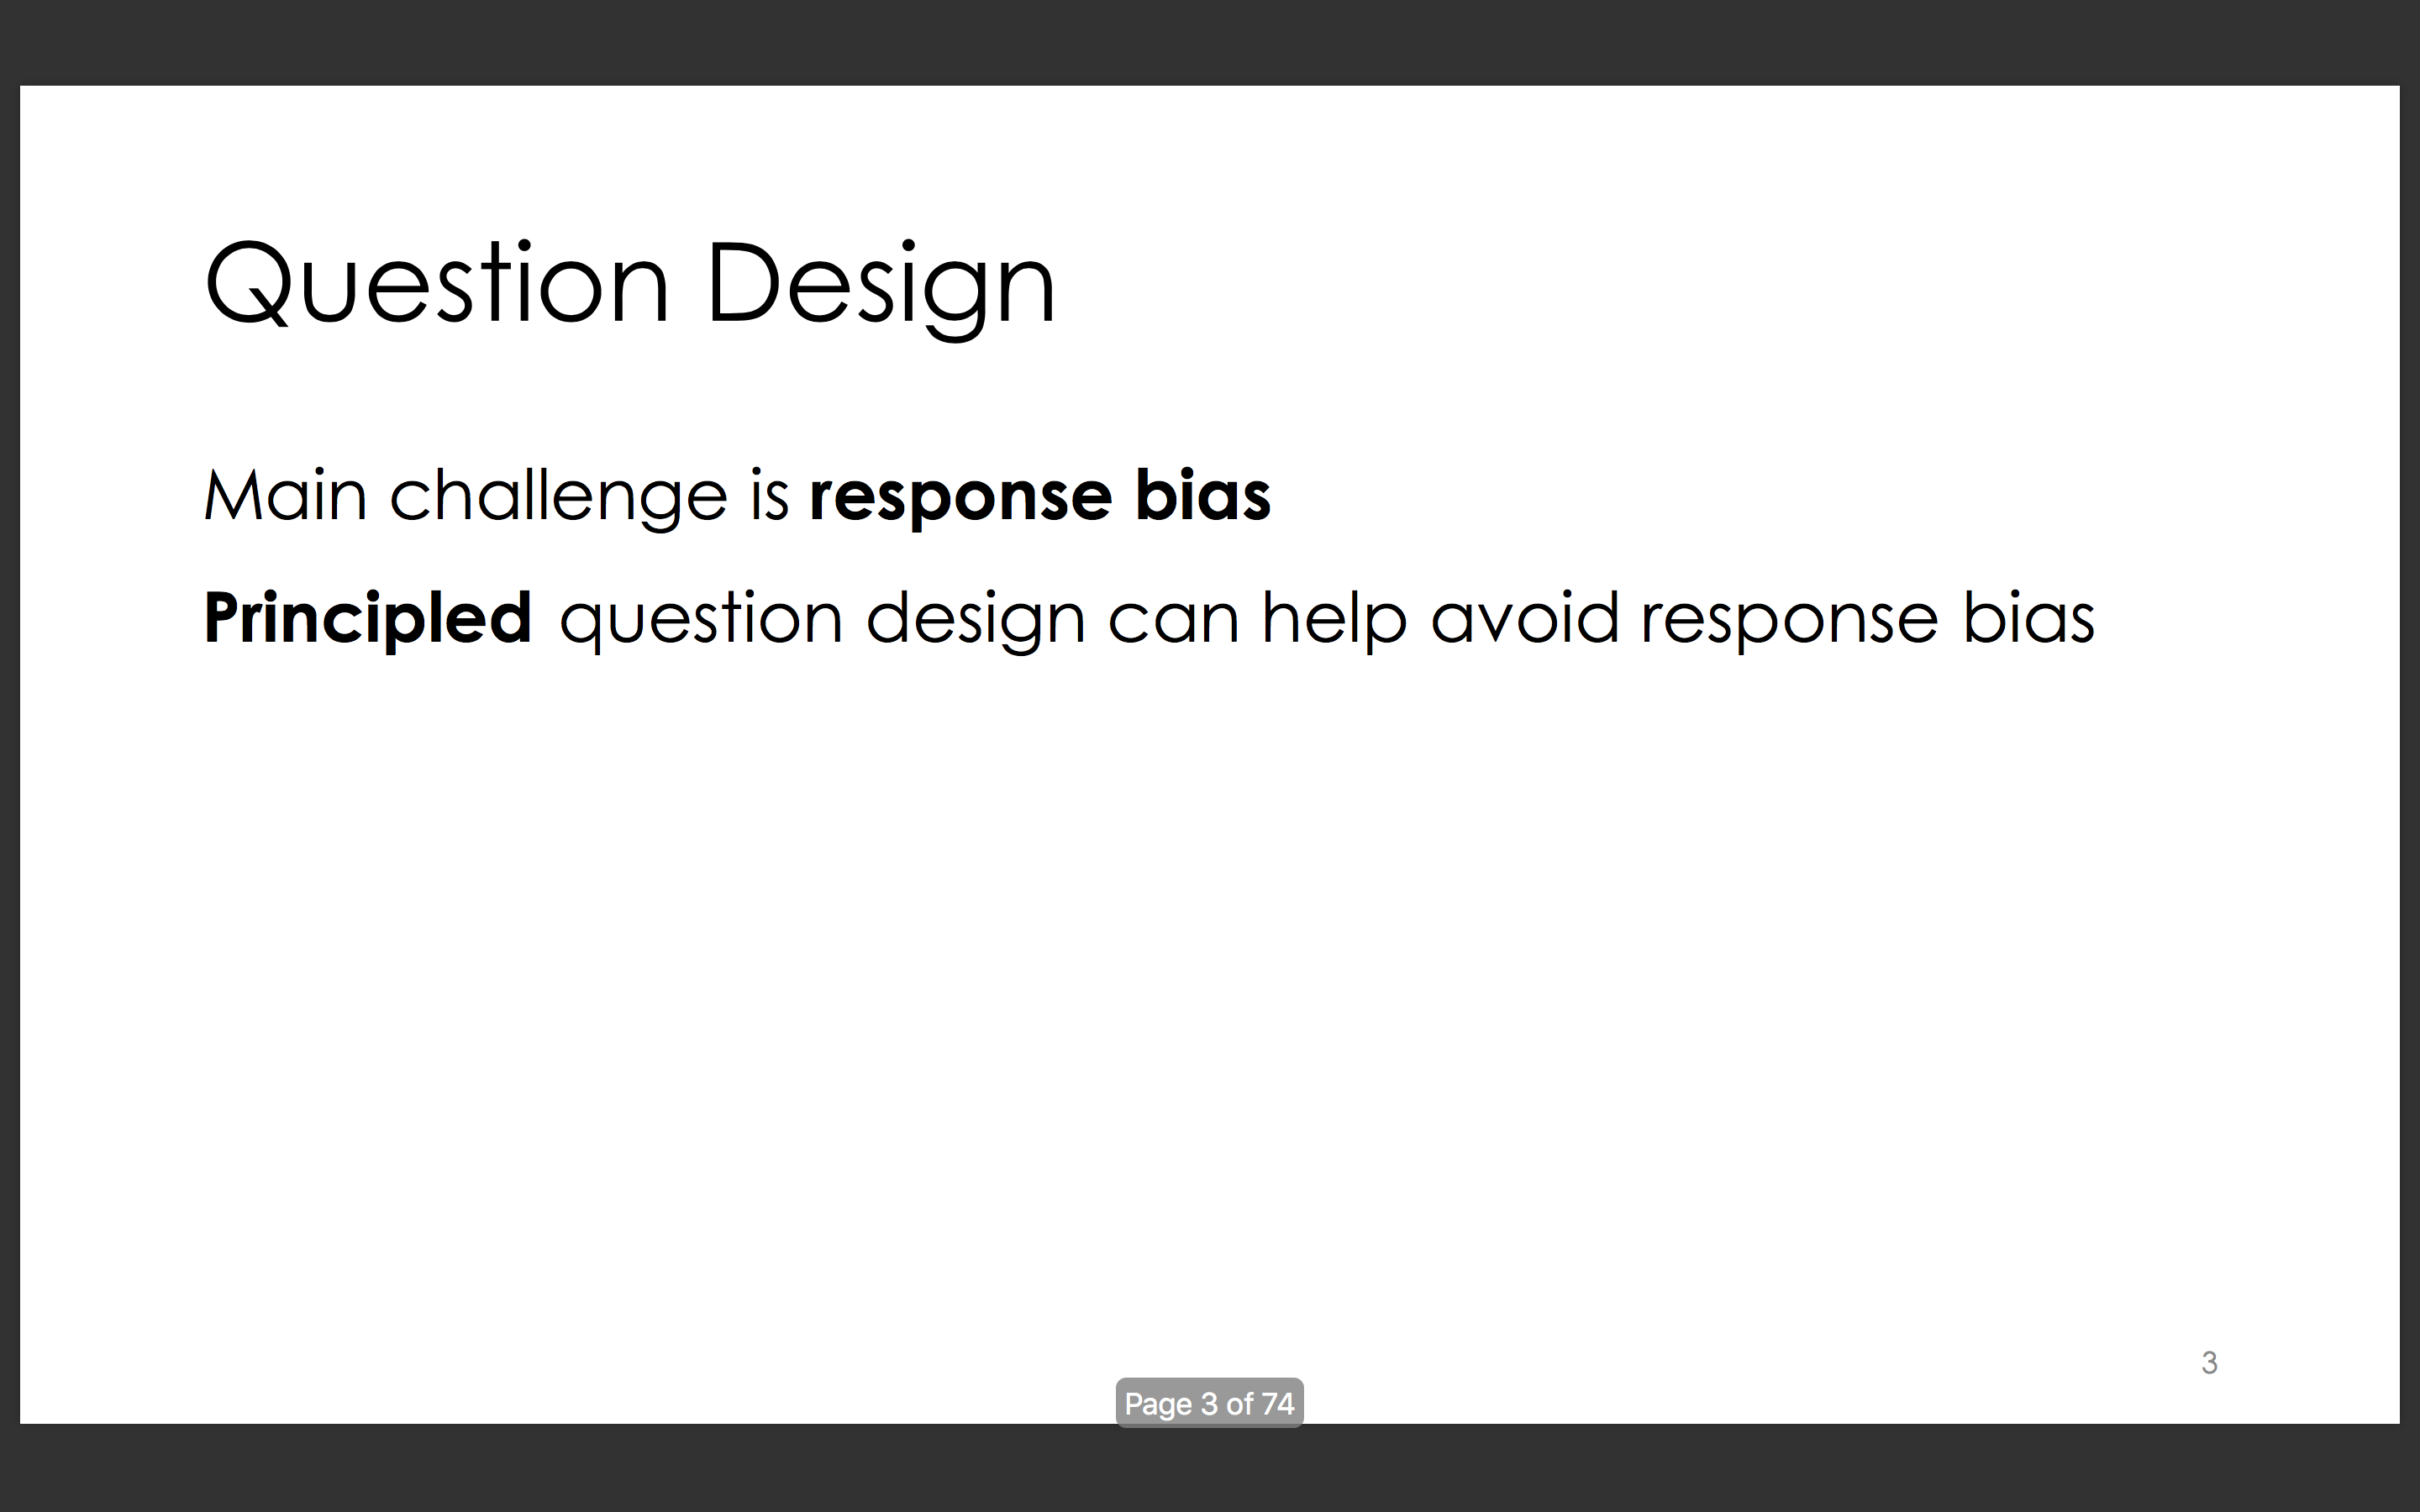 Question Design
Main challenge is response bias
Principled question design can help avoid response bias
3
Page 3 of 74